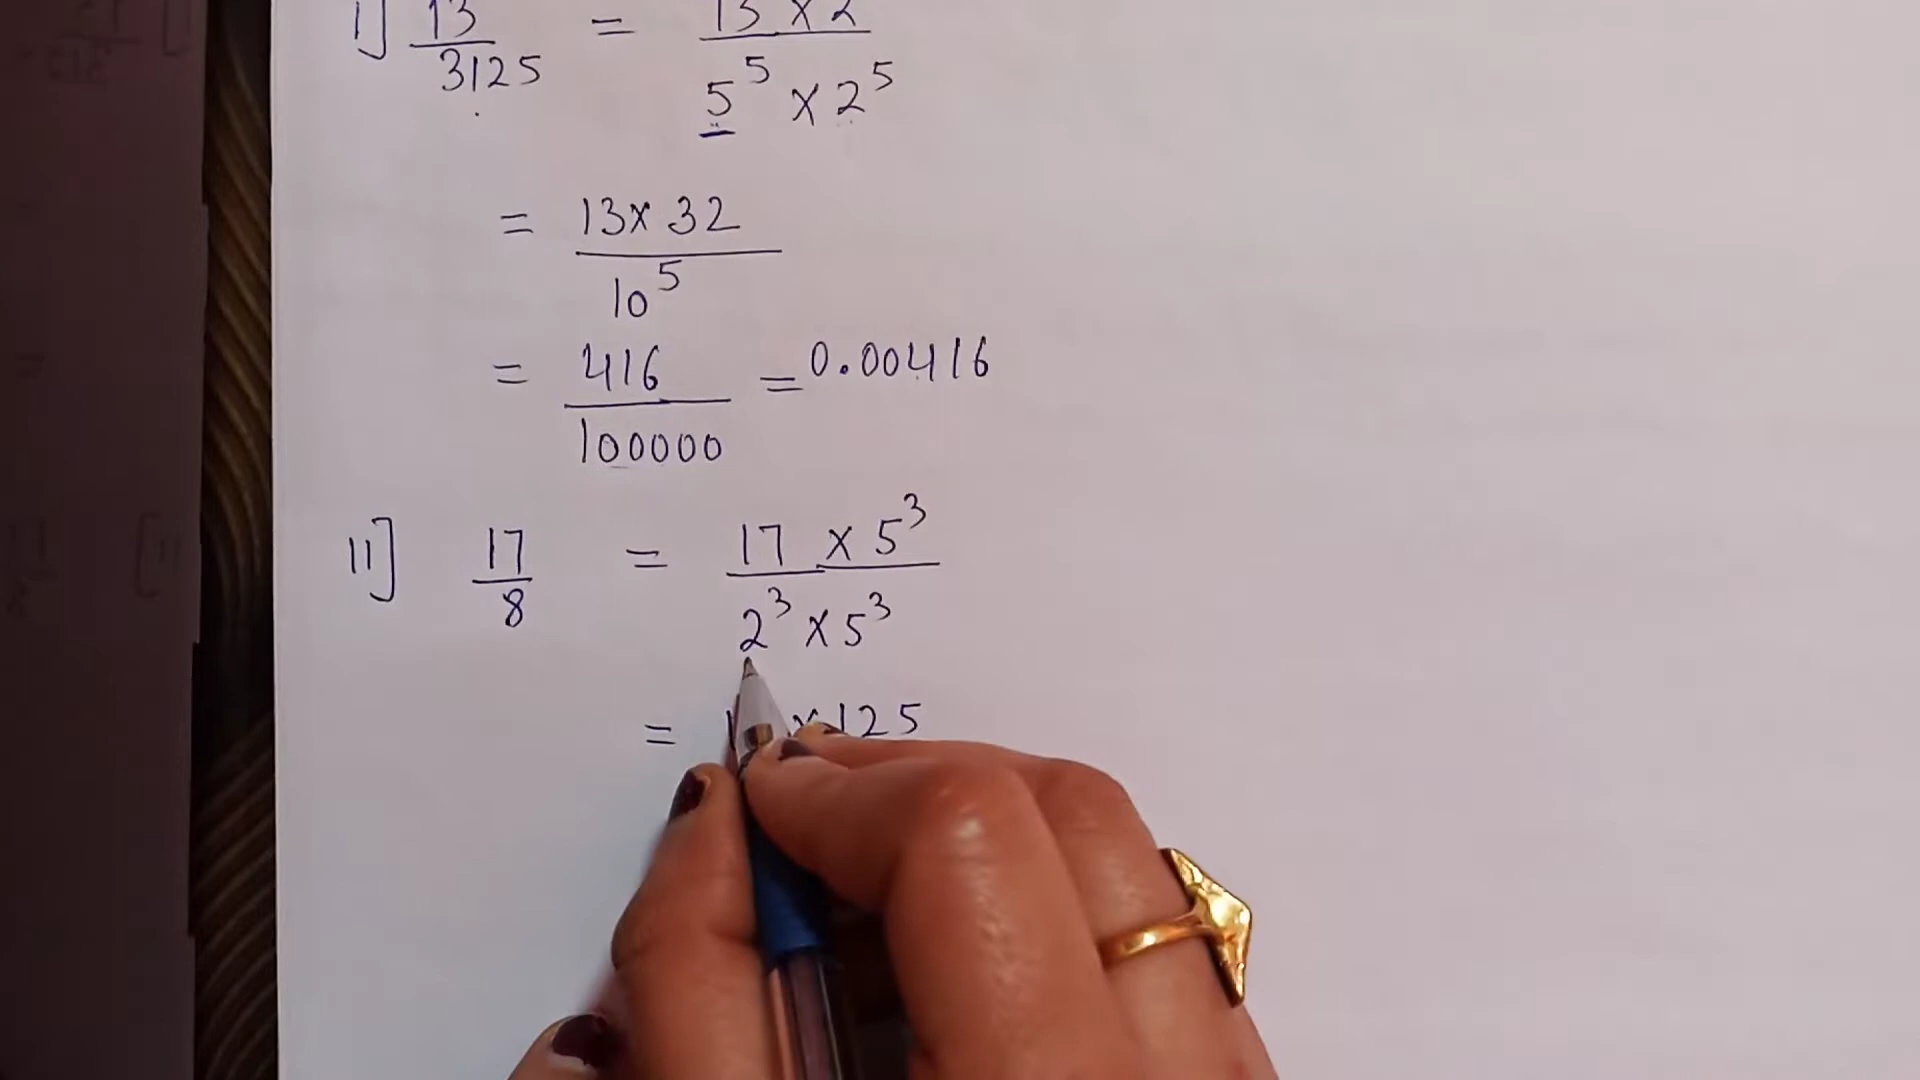 I] 13/3125 = 13 × 2/5^5 × 2^5
= 13 × 32/10^5
= 416/100000 = 0.00416
II] 17/8 = 17 × 5^3/2^3 × 5^3
= × 125